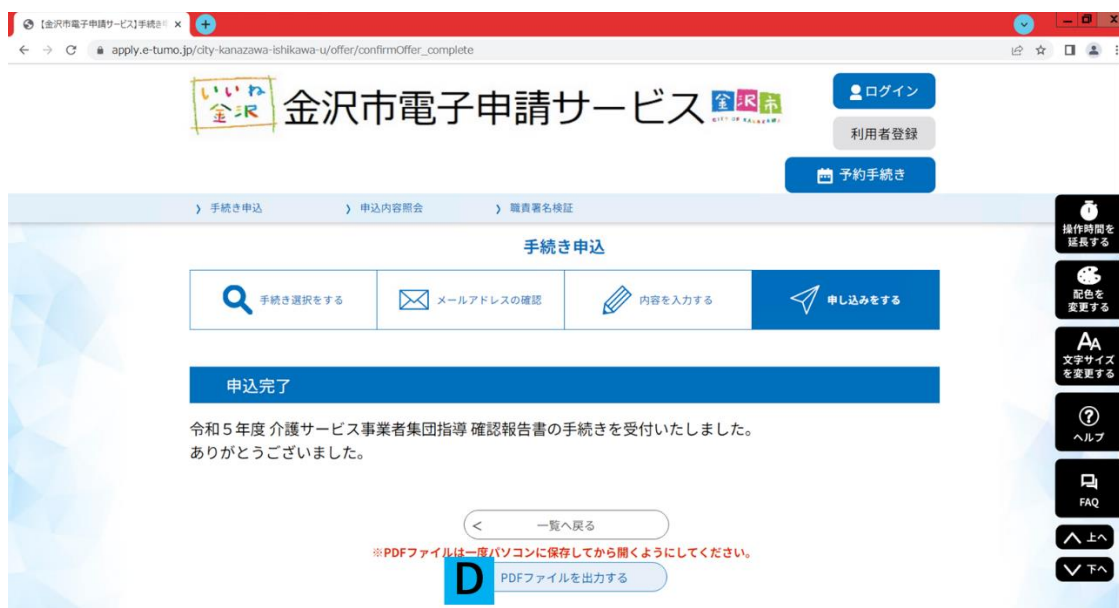 【金沢市電子申請サービス】手続き申
apply.e-tumo.jp/city-kanazawa-ishikawa-u/offer/confirmOffer_complete
いいね金沢
金沢市電子申請サービス
金沢市
CITY OF KANAZAWA
ログイン
利用者登録
予約手続き
手続き申込
申込内容照会
職責署名検証
手続き申込
手続き選択をする
メールアドレスの確認
内容を入力する
申し込みをする
申込完了
令和５年度 介護サービス事業者集団指導 確認報告書の手続きを受付いたしました。
ありがとうございました。
< 一覧へ戻る
※PDFファイルは一度パソコンに保存してから開くようにしてください。
D PDFファイルを出力する
操作時間を
延長する
配色を
変更する
AA
文字サイズ
を変更する
?
ヘルプ
FAQ
上へ
下へ